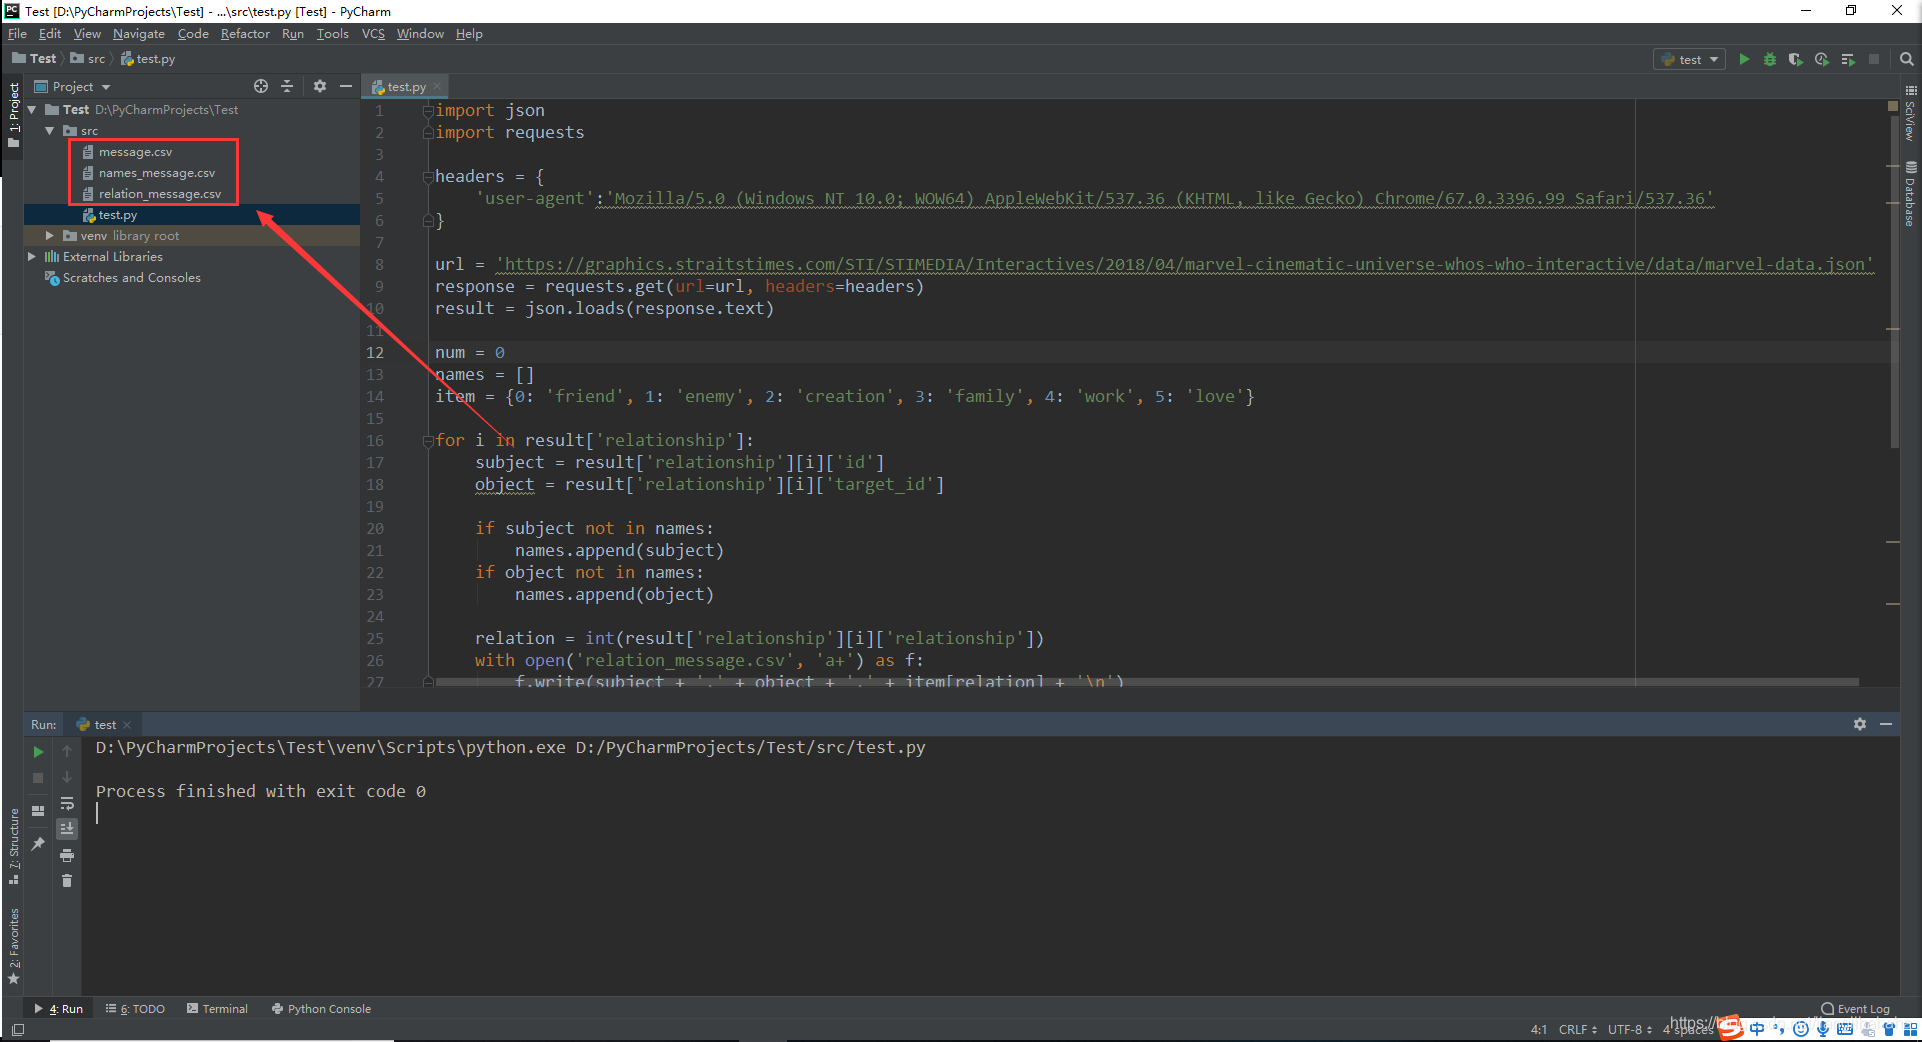 Test [D:\PyCharmProjects\Test] - ...\src\test.py [Test] - PyCharm
File Edit View Navigate Code Refactor Run Tools VCS Window Help
Test src test.py
test
Project
test.py
1: Project
Test D:\PyCharmProjects\Test
src
message.csv
names_message.csv
relation_message.csv
test.py
venv library root
External Libraries
Scratches and Consoles
1 import json
2 import requests
3
4 headers = {
5 'user-agent':'Mozilla/5.0 (Windows NT 10.0; WOW64) AppleWebKit/537.36 (KHTML, like Gecko) Chrome/67.0.3396.99 Safari/537.36'
6 }
7
8 url = 'https://graphics.straitstimes.com/STI/STIMEDIA/Interactives/2018/04/marvel-cinematic-universe-whos-who-interactive/data/marvel-data.json'
9 response = requests.get(url=url, headers=headers)
10 result = json.loads(response.text)
11
12 num = 0
13 names = []
14 item = {0: 'friend', 1: 'enemy', 2: 'creation', 3: 'family', 4: 'work', 5: 'love'}
15
16 for i in result['relationship']:
17 subject = result['relationship'][i]['id']
18 object = result['relationship'][i]['target_id']
19
20 if subject not in names:
21 names.append(subject)
22 if object not in names:
23 names.append(object)
24
25 relation = int(result['relationship'][i]['relationship'])
26 with open('relation_message.csv', 'a+') as f:
27 f.write(subject + ',' + object + ',' + item[relation] + '\n')
SciView
Database
Run: test
D:\PyCharmProjects\Test\venv\Scripts\python.exe D:/PyCharmProjects/Test/src/test.py
Process finished with exit code 0
7: Structure
2: Favorites
4: Run 6: TODO Terminal Python Console
Event Log
4:1 CRLF UTF-8 4 spaces
https://
中